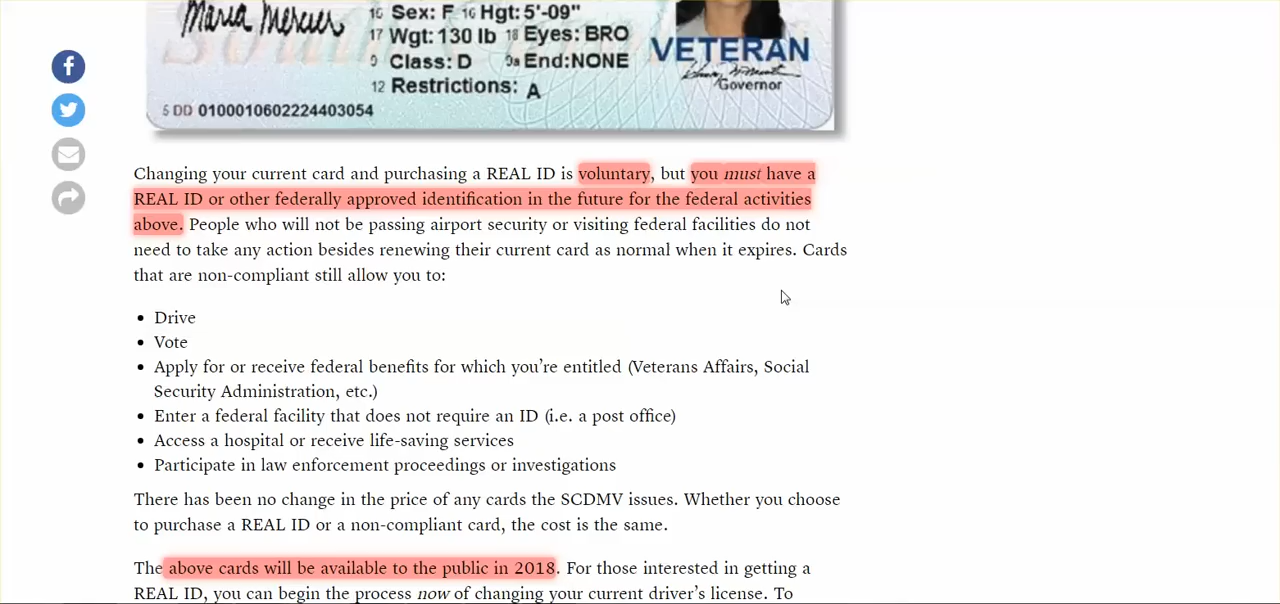 Maria Mercier
15 Sex: F 16 Hgt: 5'-09"
17 Wgt: 130 lb 18 Eyes: BRO
9 Class: D 9a End:NONE
12 Restrictions: A
VETERAN
Governor
5 DD 0100010602224403054
Changing your current card and purchasing a REAL ID is voluntary, but you must have a
REAL ID or other federally approved identification in the future for the federal activities
above. People who will not be passing airport security or visiting federal facilities do not
need to take any action besides renewing their current card as normal when it expires. Cards
that are non-compliant still allow you to:
• Drive
• Vote
• Apply for or receive federal benefits for which you’re entitled (Veterans Affairs, Social
Security Administration, etc.)
• Enter a federal facility that does not require an ID (i.e. a post office)
• Access a hospital or receive life-saving services
• Participate in law enforcement proceedings or investigations
There has been no change in the price of any cards the SCDMV issues. Whether you choose
to purchase a REAL ID or a non-compliant card, the cost is the same.
The above cards will be available to the public in 2018. For those interested in getting a
REAL ID, you can begin the process now of changing your current driver’s license. To